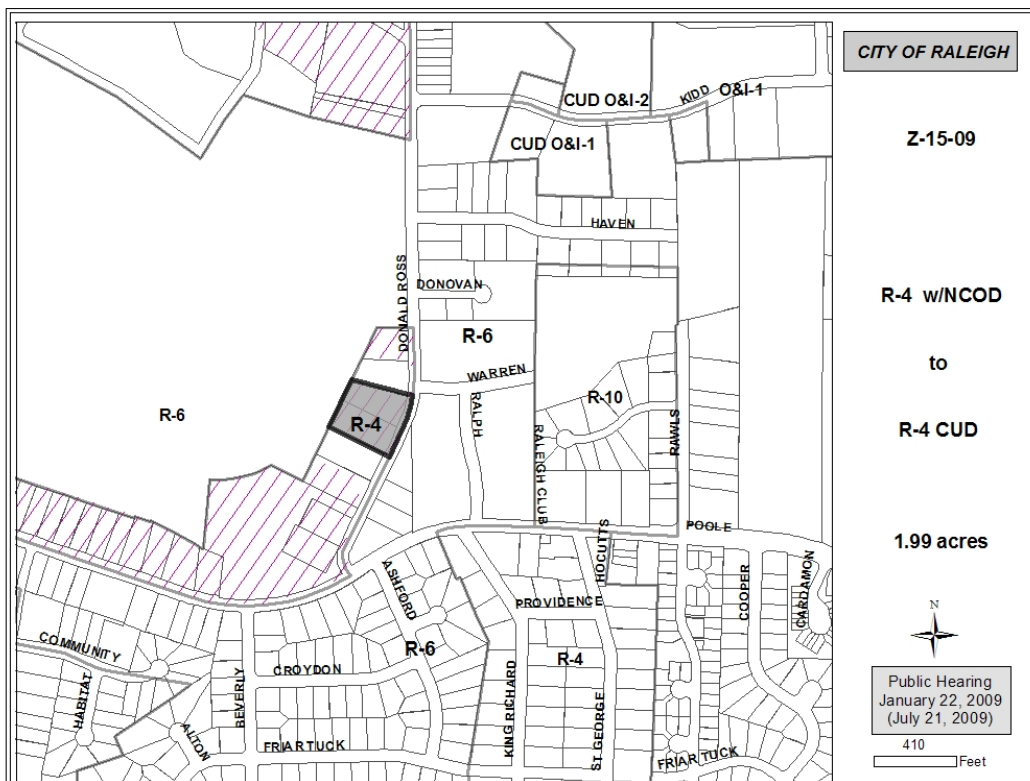 CITY OF RALEIGH
Z-15-09
R-4 w/NCOD
to
R-4 CUD
1.99 acres
N
Public Hearing
January 22, 2009
(July 21, 2009)
410
Feet
CUD O&I-2
KIDD
O&I-1
CUD O&I-1
HAVEN
DONALD ROSS
DONOVAN
R-6
WARREN
R-6
R-4
RALPH
R-10
RALEIGH CLUB
RAWLS
POOLE
HOCUTTS
ASHFORD
PROVIDENCE
COOPER
CARDAMON
COMMUNITY
R-6
R-4
CROYDON
HABITAT
BEVERLY
ALTON
KING RICHARD
ST GEORGE
FRIAR TUCK
FRIAR TUCK